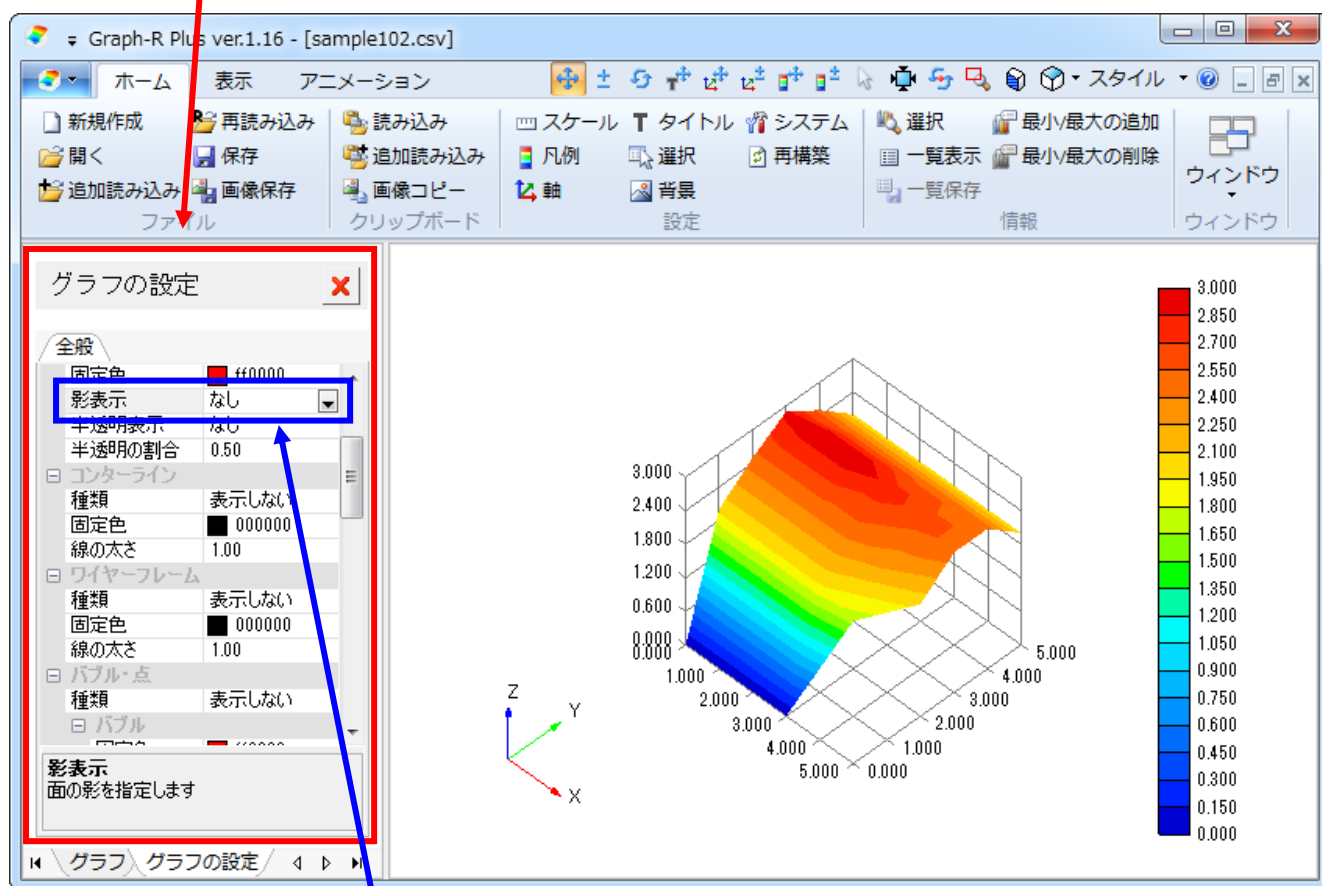 Graph-R Plus ver.1.16 - [sample102.csv]
ホーム 表示 アニメーション スタイル
新規作成 再読み込み 読み込み スケール タイトル システム 選択 最小/最大の追加
開く 保存 追加読み込み 凡例 選択 再構築 一覧表示 最小/最大の削除
追加読み込み 画像保存 画像コピー 軸 背景 一覧保存 ウィンドウ
ファイル クリップボード 設定 情報 ウィンドウ
グラフの設定
全般
固定色 ff0000
影表示 なし
半透明表示 なし
半透明の割合 0.50
コンターライン
種類 表示しない
固定色 000000
線の太さ 1.00
ワイヤーフレーム
種類 表示しない
固定色 000000
線の太さ 1.00
バブル・点
種類 表示しない
バブル
固定色 ff0000
影表示
面の影を指定します
グラフ グラフの設定
3.000
2.400
1.800
1.200
0.600
0.000
0.000
1.000
2.000
3.000
4.000
5.000
0.000
1.000
2.000
3.000
4.000
5.000
Z
Y
X
3.000
2.850
2.700
2.550
2.400
2.250
2.100
1.950
1.800
1.650
1.500
1.350
1.200
1.050
0.900
0.750
0.600
0.450
0.300
0.150
0.000